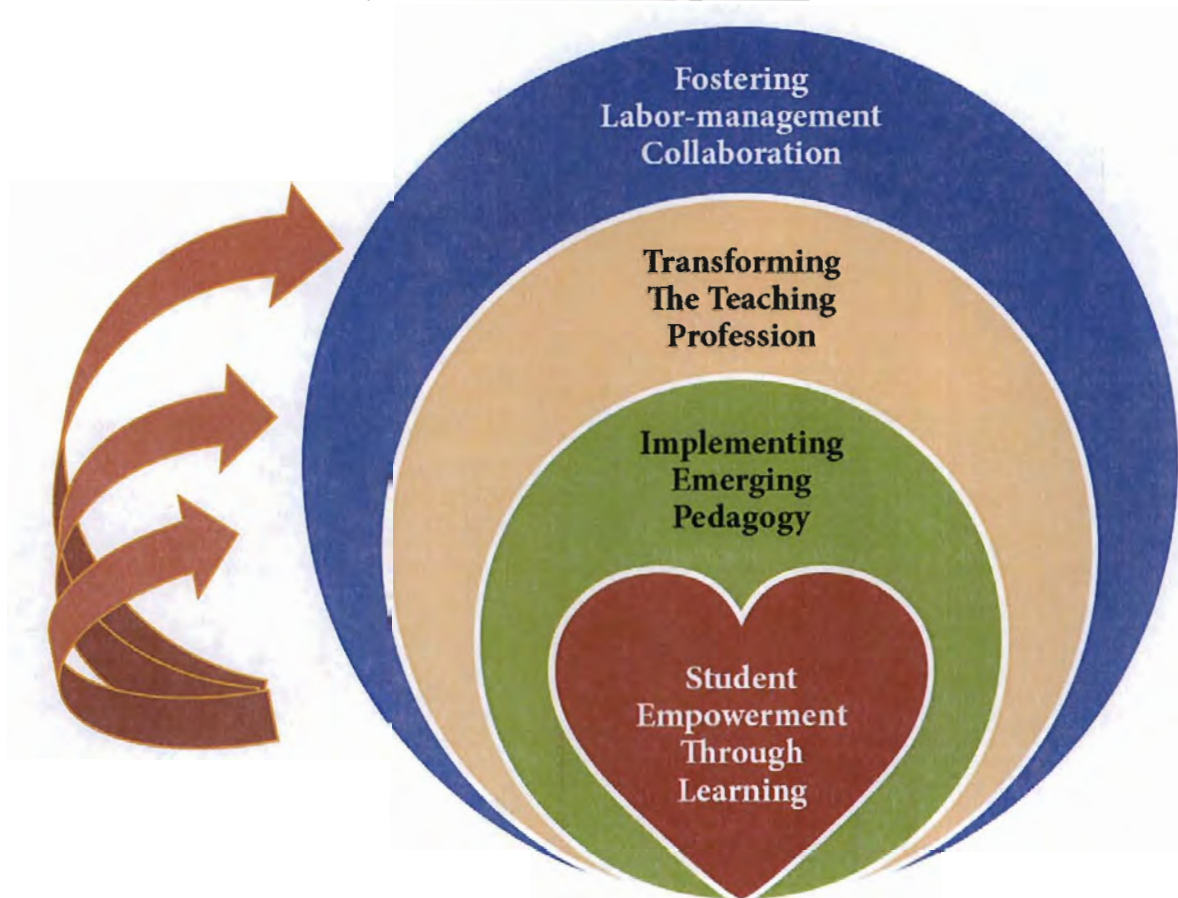 Fostering
Labor-management
Collaboration
Transforming
The Teaching
Profession
Implementing
Emerging
Pedagogy
Student
Empowerment
Through
Learning